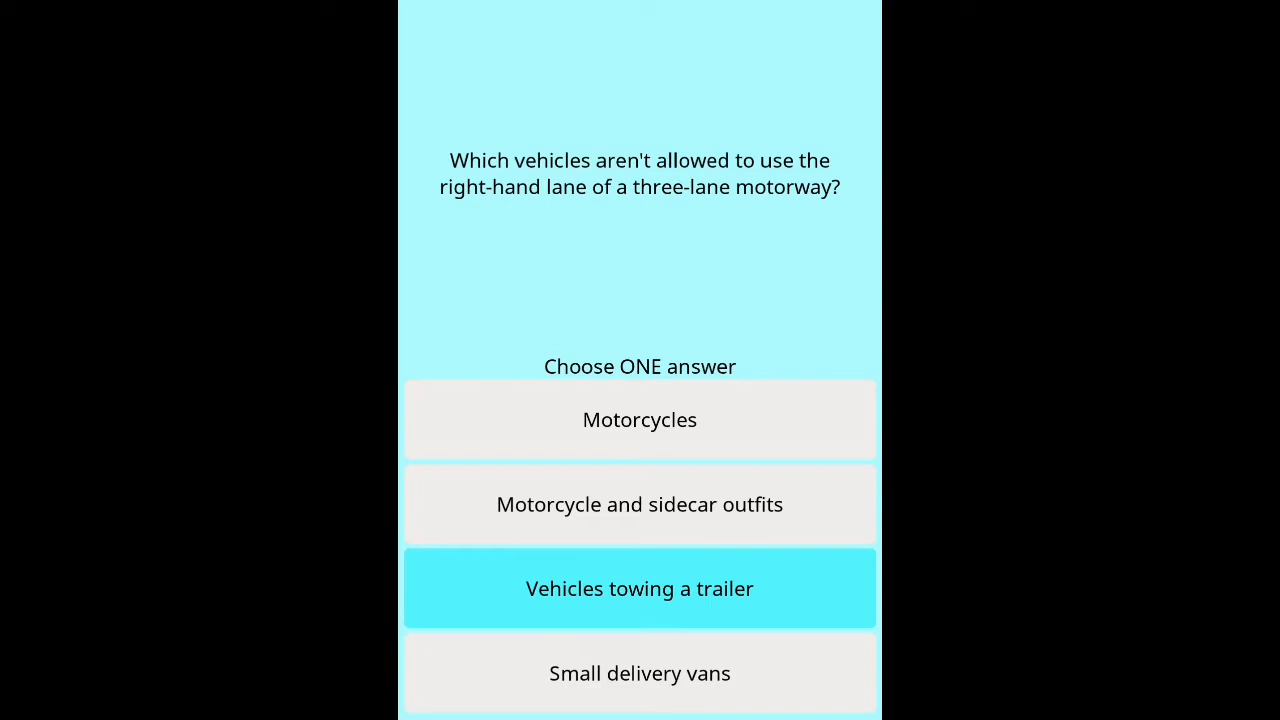 Which vehicles aren't allowed to use the
right-hand lane of a three-lane motorway?
Choose ONE answer
Motorcycles
Motorcycle and sidecar outfits
Vehicles towing a trailer
Small delivery vans